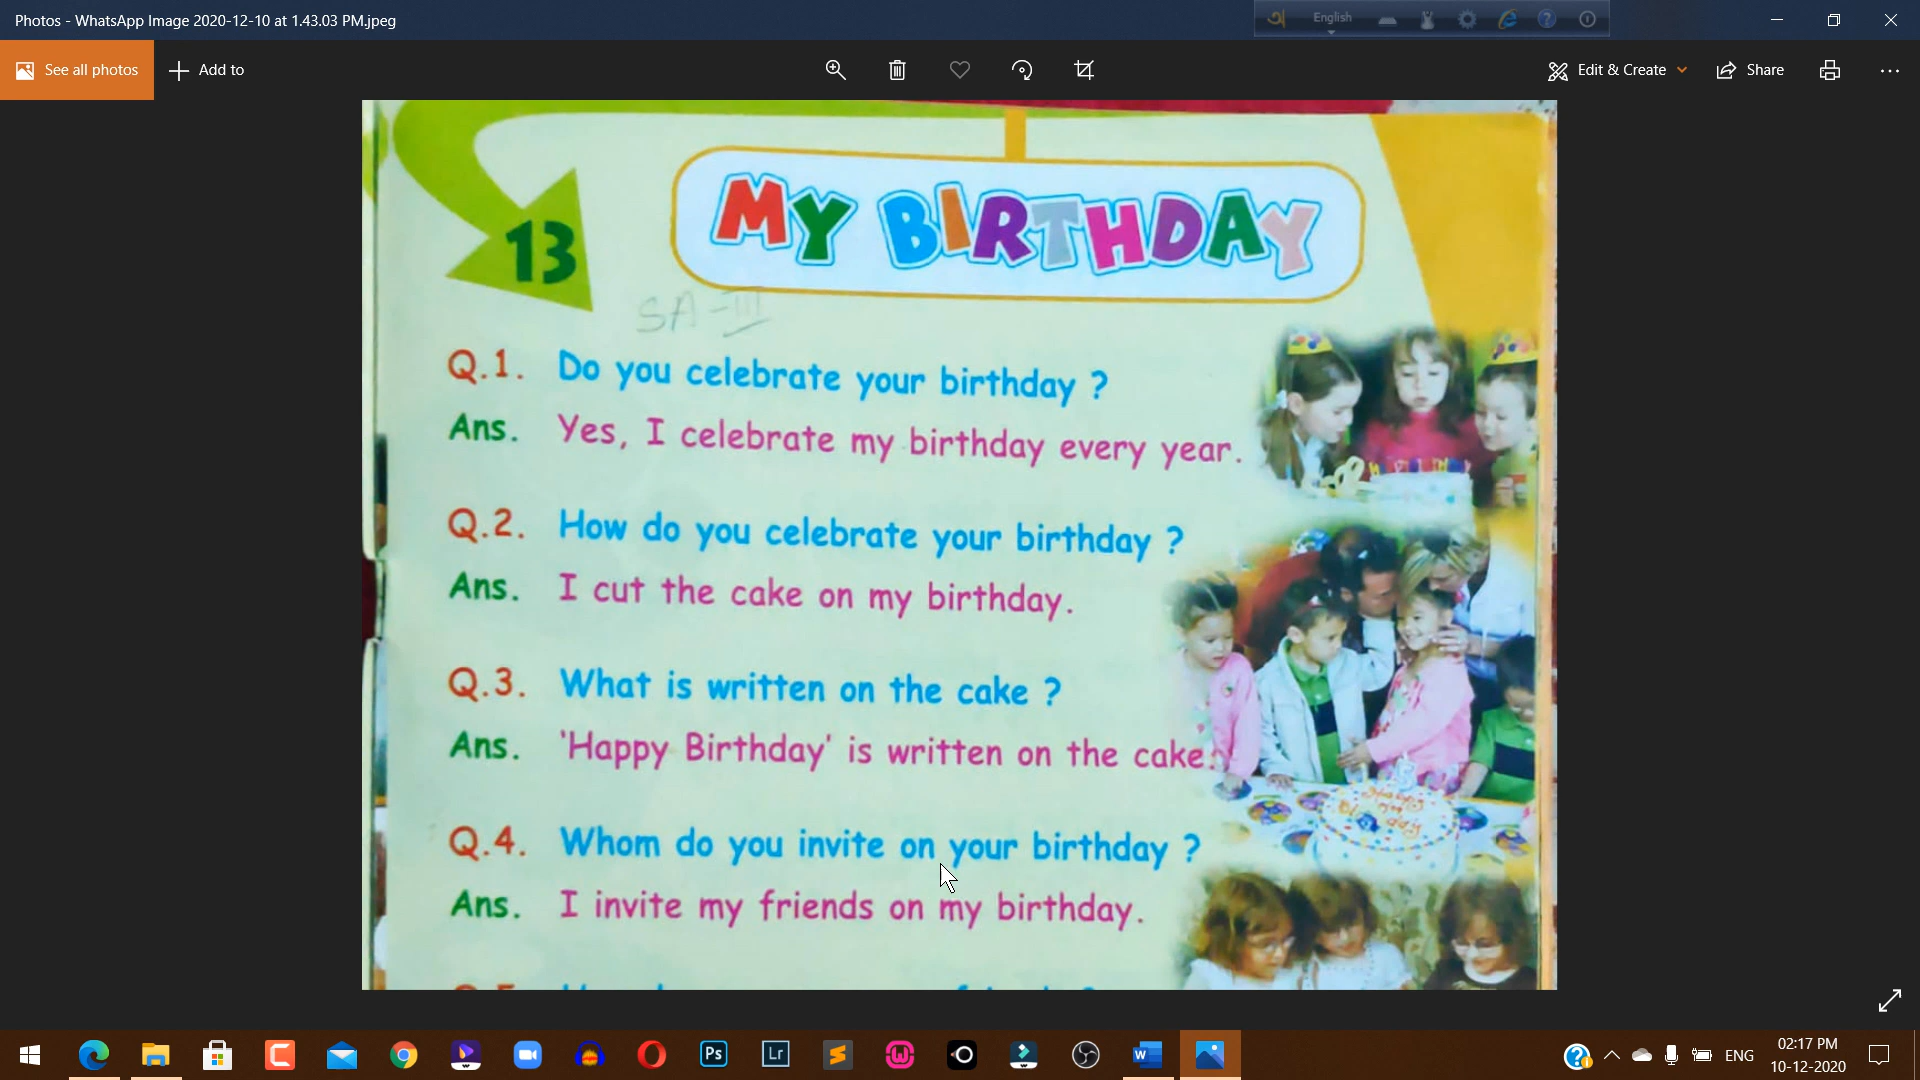 Photos - WhatsApp Image 2020-12-10 at 1.43.03 PM.jpeg
English
See all photos
Add to
Edit & Create
Share
13
MY BIRTHDAY
SA-III
Q.1. Do you celebrate your birthday ?
Ans. Yes, I celebrate my birthday every year.
Q.2. How do you celebrate your birthday ?
Ans. I cut the cake on my birthday.
Q.3. What is written on the cake ?
Ans. 'Happy Birthday' is written on the cake.
Q.4. Whom do you invite on your birthday ?
Ans. I invite my friends on my birthday.
Ps
Lr
W
ENG
02:17 PM
10-12-2020